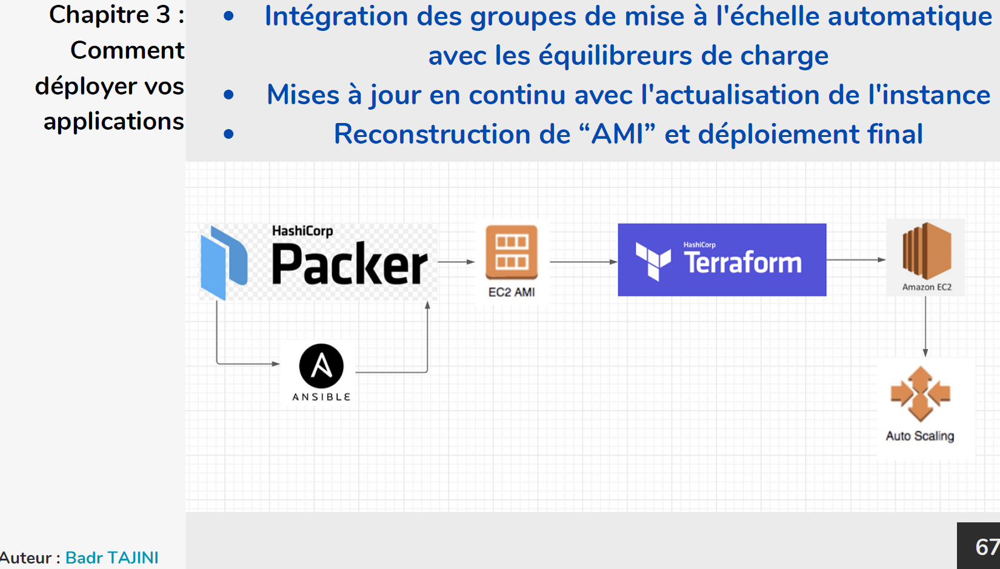 Chapitre 3 :
Comment
déployer vos
applications
• Intégration des groupes de mise à l'échelle automatique
avec les équilibreurs de charge
• Mises à jour en continu avec l'actualisation de l'instance
• Reconstruction de “AMI” et déploiement final
HashiCorp
Packer
EC2 AMI
HashiCorp
Terraform
Amazon EC2
ANSIBLE
Auto Scaling
Auteur : Badr TAJINI
67